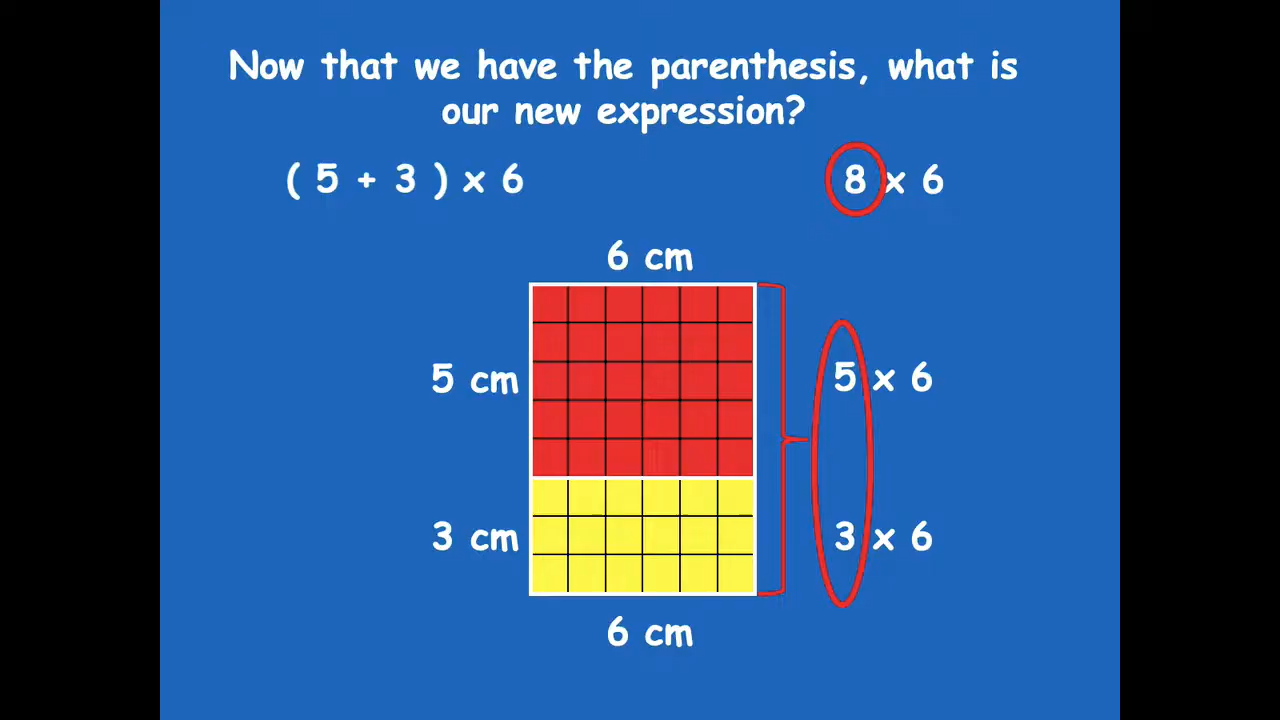 Now that we have the parenthesis, what is
our new expression?
( 5 + 3 ) x 6
8 x 6
6 cm
5 cm
5 x 6
3 cm
3 x 6
6 cm